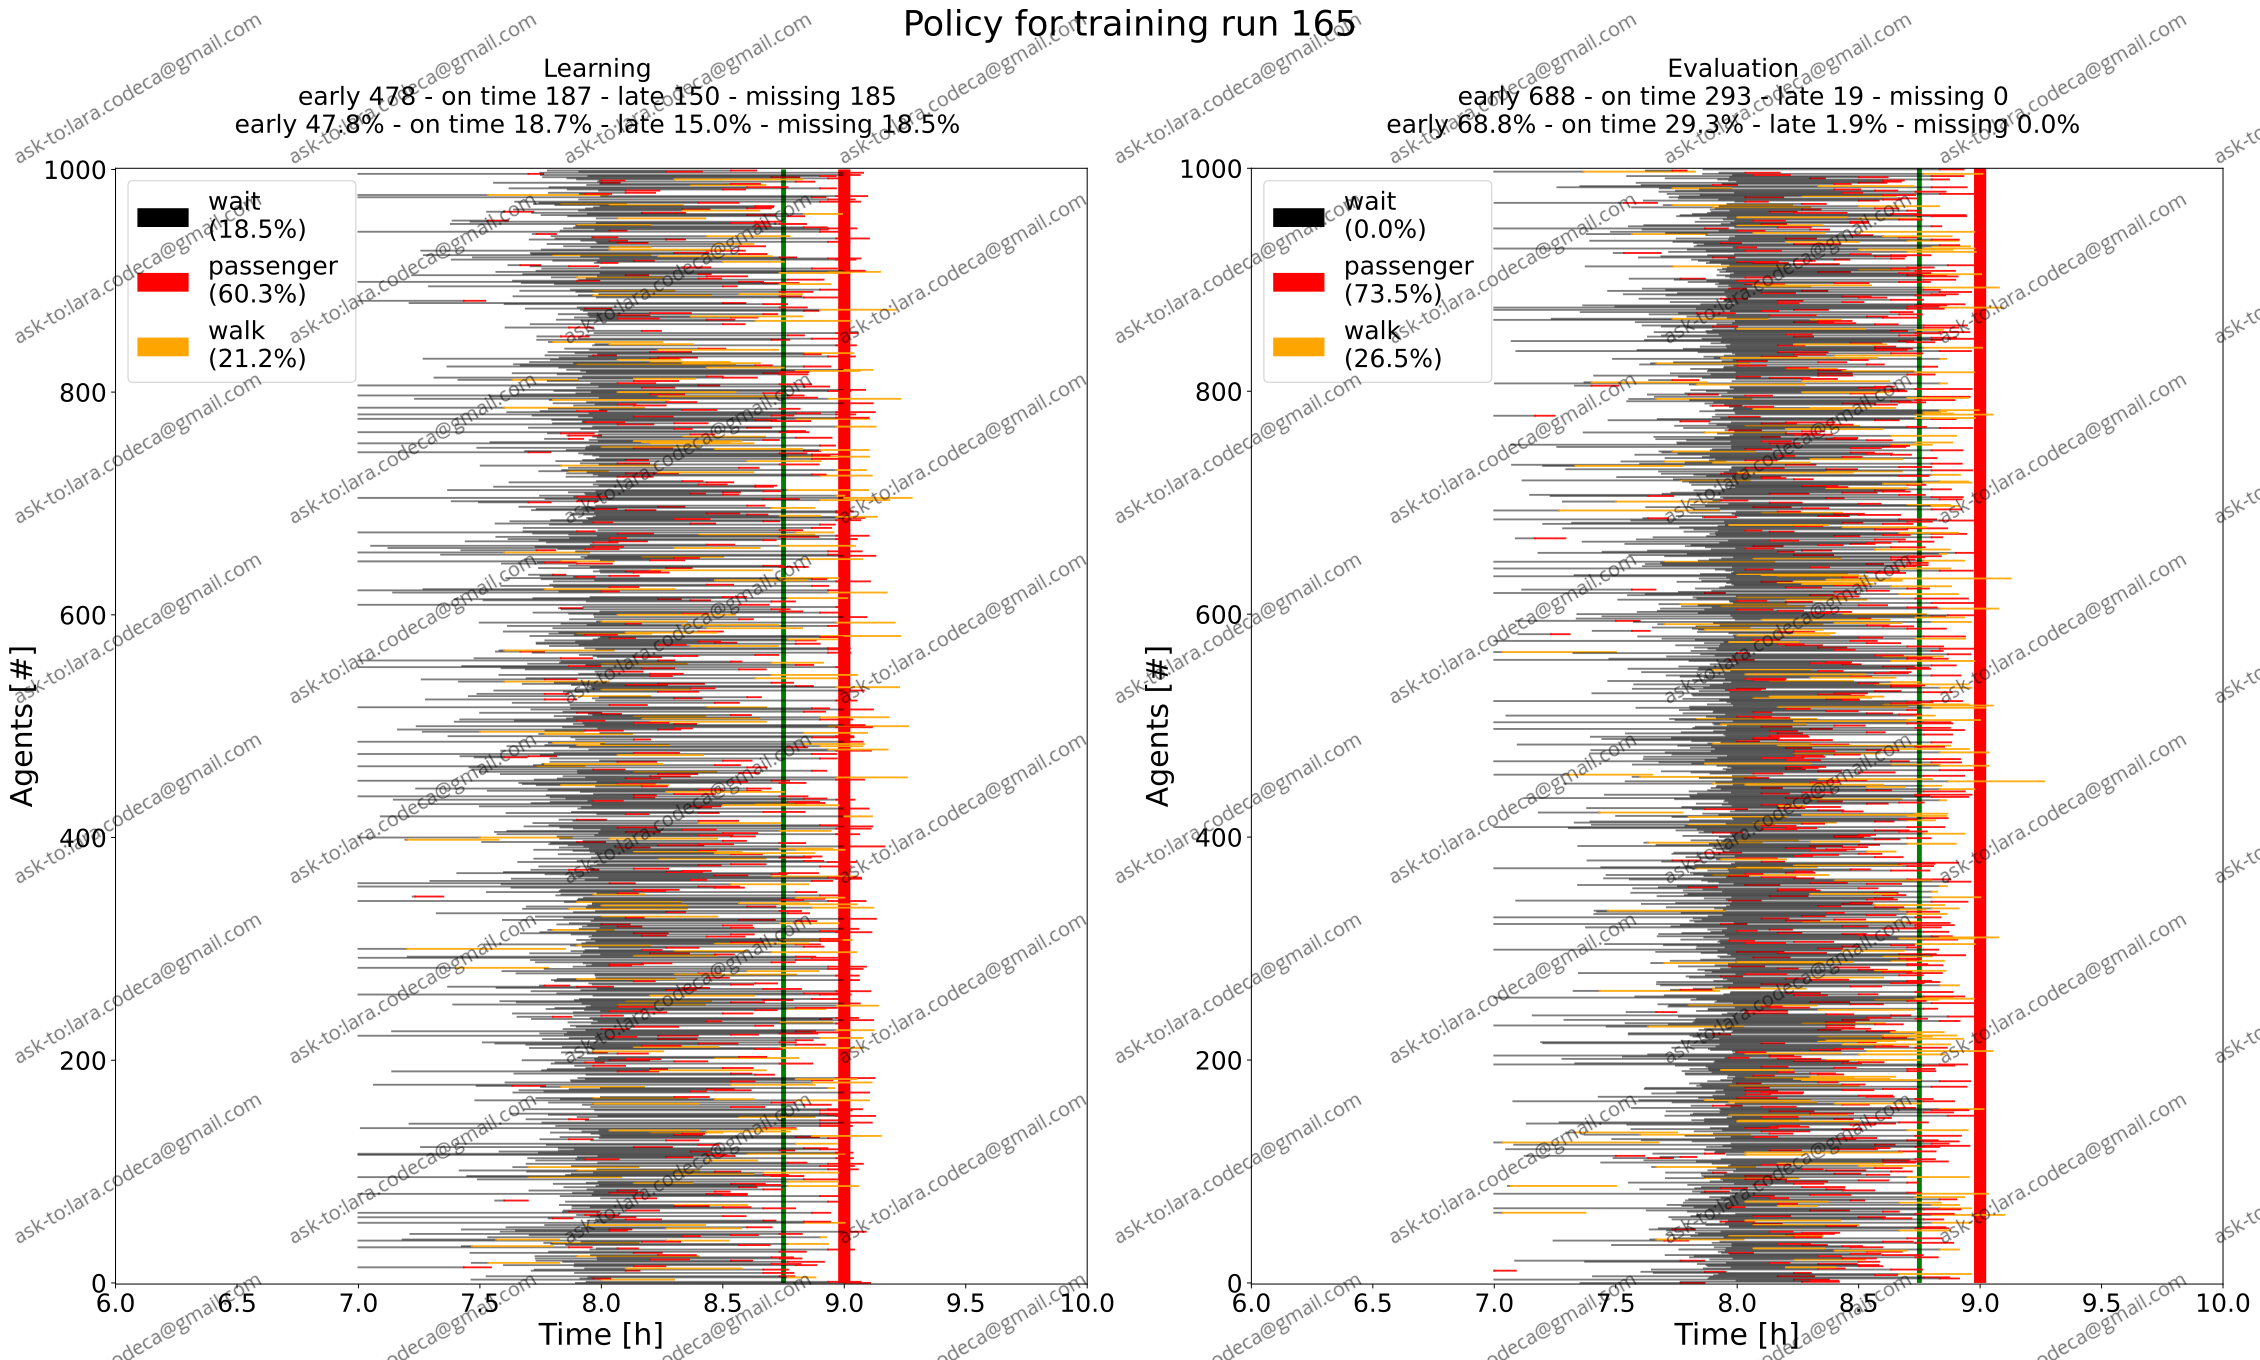 Policy for training run 165
Learning
early 478 - on time 187 - late 150 - missing 185
early 47.8% - on time 18.7% - late 15.0% - missing 18.5%
Evaluation
early 688 - on time 293 - late 19 - missing 0
early 68.8% - on time 29.3% - late 1.9% - missing 0.0%
wait
(18.5%)
passenger
(60.3%)
walk
(21.2%)
wait
(0.0%)
passenger
(73.5%)
walk
(26.5%)
1000
800
600
400
200
0
Agents [#]
6.0 6.5 7.0 7.5 8.0 8.5 9.0 9.5 10.0
Time [h]
1000
800
600
400
200
0
Agents [#]
6.0 6.5 7.0 7.5 8.0 8.5 9.0 9.5 10.0
Time [h]
ask-to:lara.codeca@gmail.com